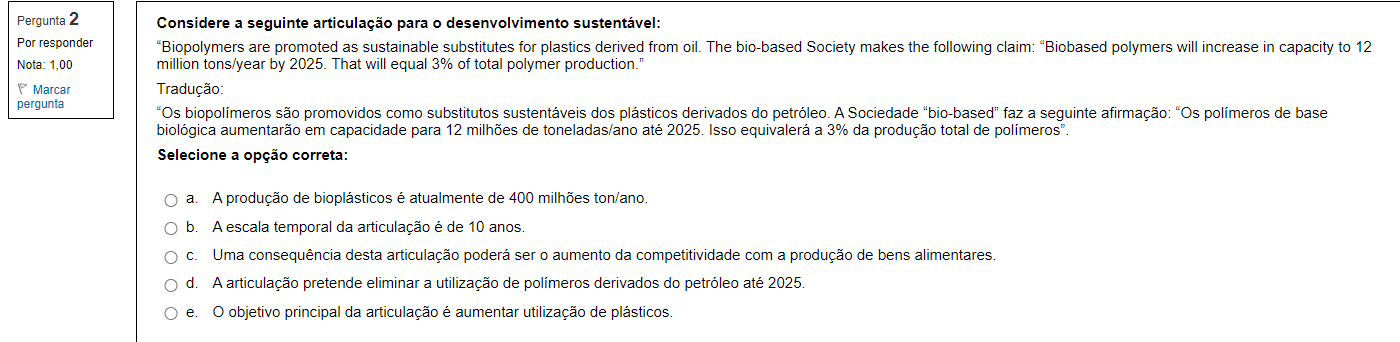 Pergunta 2
Por responder
Nota: 1,00
Marcar
pergunta
Considere a seguinte articulação para o desenvolvimento sustentável:
“Biopolymers are promoted as sustainable substitutes for plastics derived from oil. The bio-based Society makes the following claim: “Biobased polymers will increase in capacity to 12
million tons/year by 2025. That will equal 3% of total polymer production.”
Tradução:
“Os biopolímeros são promovidos como substitutos sustentáveis dos plásticos derivados do petróleo. A Sociedade “bio-based” faz a seguinte afirmação: “Os polímeros de base
biológica aumentarão em capacidade para 12 milhões de toneladas/ano até 2025. Isso equivalerá a 3% da produção total de polímeros”.
Selecione a opção correta:
a. A produção de bioplásticos é atualmente de 400 milhões ton/ano.
b. A escala temporal da articulação é de 10 anos.
c. Uma consequência desta articulação poderá ser o aumento da competitividade com a produção de bens alimentares.
d. A articulação pretende eliminar a utilização de polímeros derivados do petróleo até 2025.
e. O objetivo principal da articulação é aumentar utilização de plásticos.